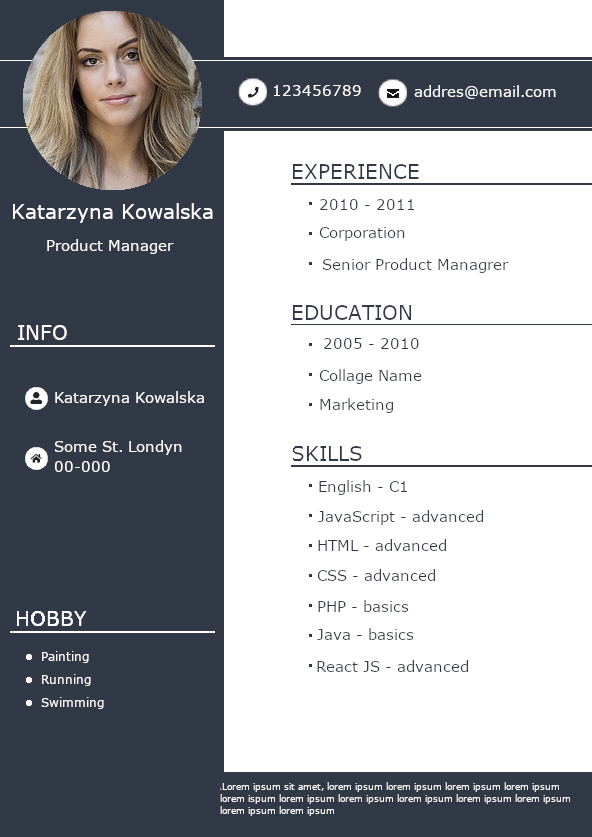 123456789
addres@email.com
Katarzyna Kowalska
Product Manager
INFO
Katarzyna Kowalska
Some St. Londyn
00-000
HOBBY
Painting
Running
Swimming
EXPERIENCE
2010 - 2011
Corporation
Senior Product Managrer
EDUCATION
2005 - 2010
Collage Name
Marketing
SKILLS
English - C1
JavaScript - advanced
HTML - advanced
CSS - advanced
PHP - basics
Java - basics
React JS - advanced
.Lorem ipsum sit amet, lorem ipsum lorem ipsum lorem ipsum lorem ipsum
lorem ispum lorem ipsum lorem ipsum lorem ipsum lorem ipsum lorem ipsum
lorem ipsum lorem ipsum